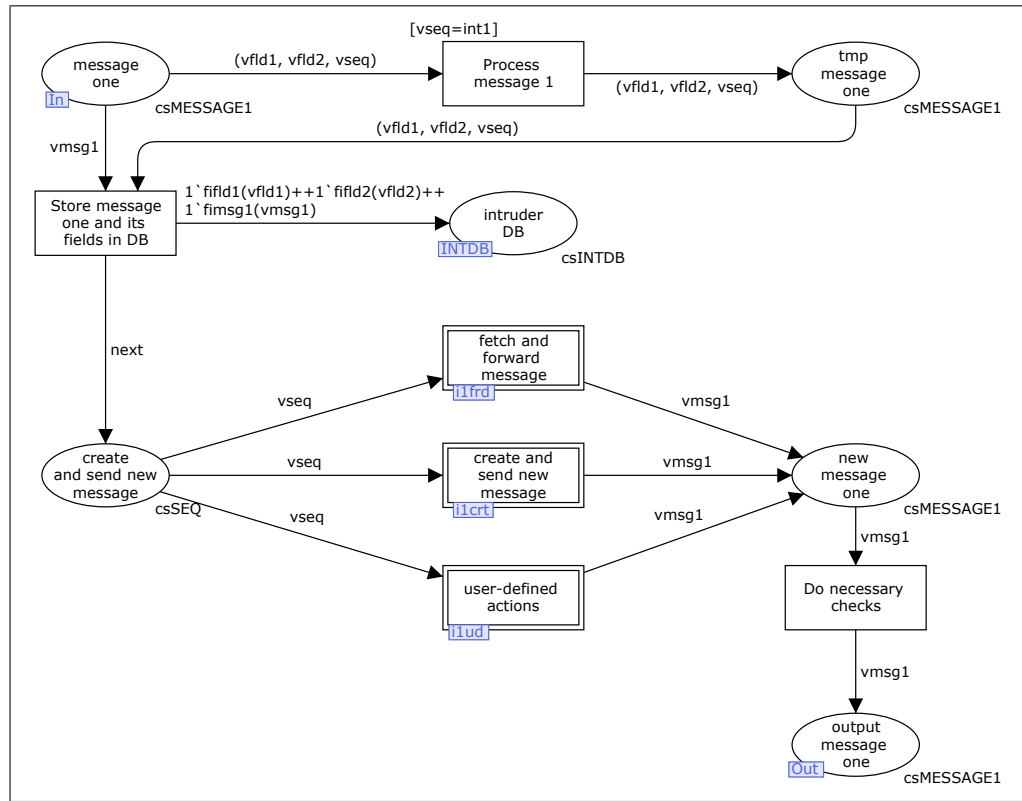 [vseq=int1]
message
one
In
csMESSAGE1
(vfld1, vfld2, vseq)
Process
message 1
(vfld1, vfld2, vseq)
tmp
message
one
csMESSAGE1
(vfld1, vfld2, vseq)
vmsg1
Store message
one and its
fields in DB
1`fifld1(vfld1)++1`fifld2(vfld2)++
1`fimsg1(vmsg1)
intruder
DB
INTDB
csINTDB
next
fetch and
forward
message
i1frd
vseq
vmsg1
create
and send new
message
csSEQ
vseq
create and
send new
message
i1crt
vmsg1
new
message
one
csMESSAGE1
vseq
vmsg1
user-defined
actions
i1ud
vmsg1
Do necessary
checks
vmsg1
output
message
one
Out
csMESSAGE1